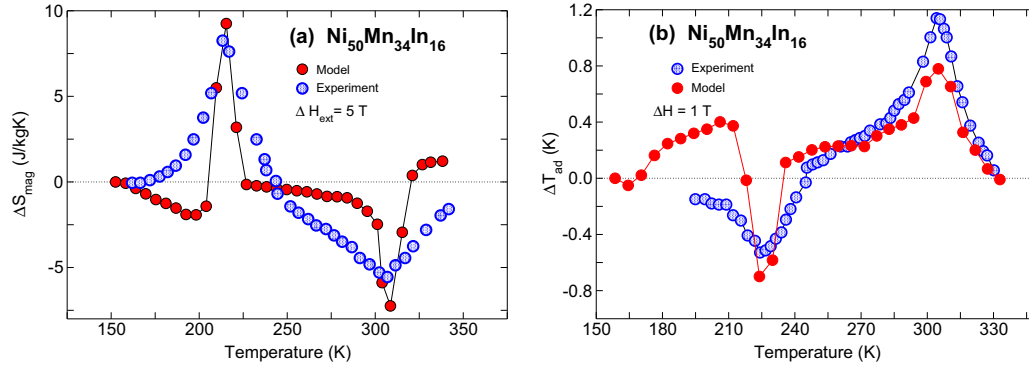 (a) Ni50Mn34In16
Model
Experiment
Δ Hext = 5 T
ΔSmag (J/kgK)
10
5
0
-5
150 200 250 300 350
Temperature (K)
(b) Ni50Mn34In16
Experiment
Model
ΔH = 1 T
ΔTad (K)
1.2
0.8
0.4
0.0
-0.4
-0.8
150 180 210 240 270 300 330
Temperature (K)